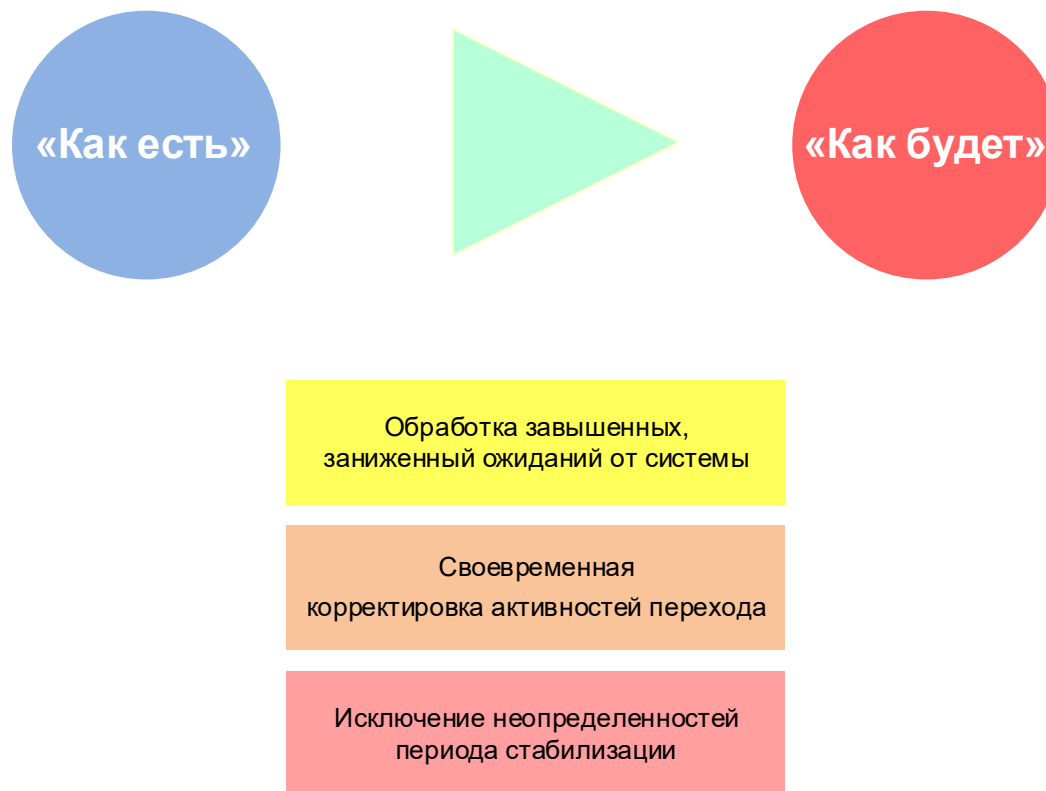 «Как есть»
«Как будет»
Обработка завышенных,
заниженный ожиданий от системы
Своевременная
корректировка активностей перехода
Исключение неопределенностей
периода стабилизации